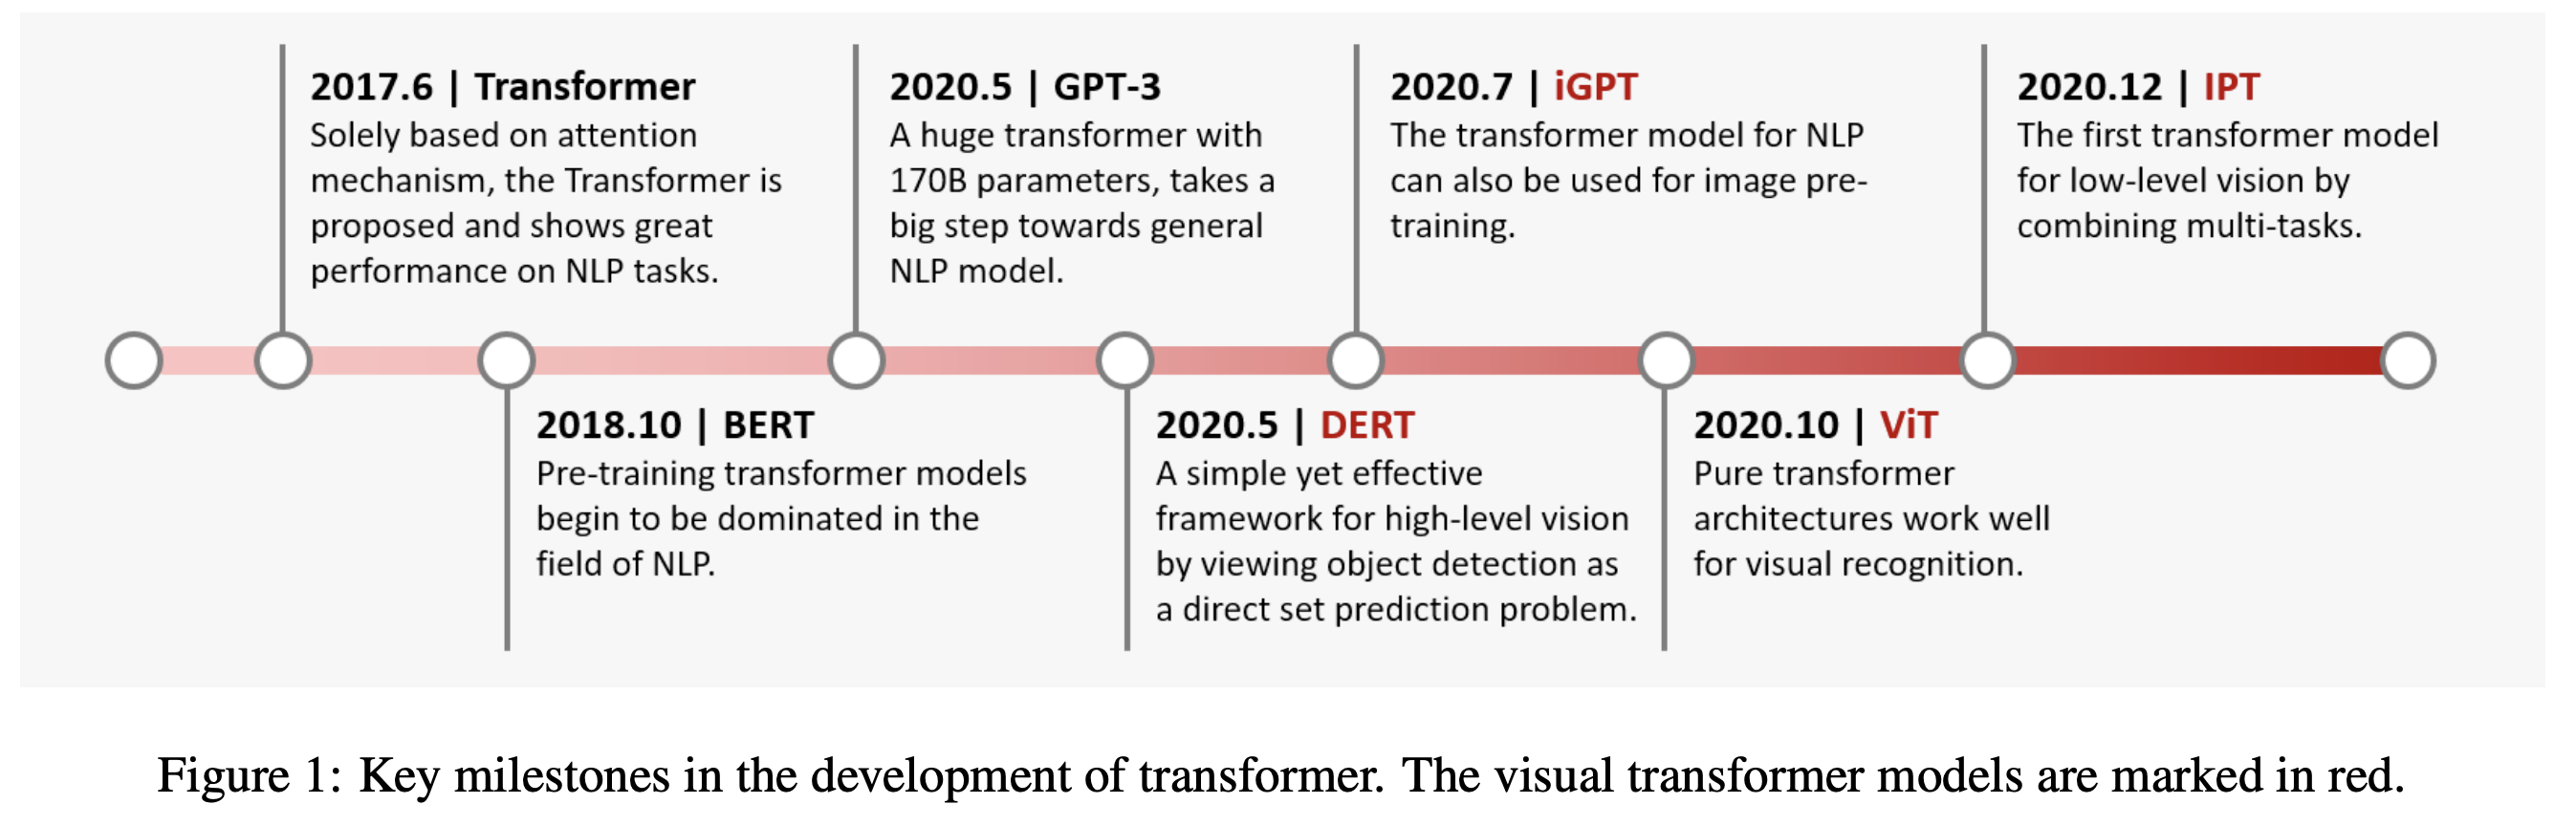 2017.6 | Transformer
Solely based on attention
mechanism, the Transformer is
proposed and shows great
performance on NLP tasks.
2018.10 | BERT
Pre-training transformer models
begin to be dominated in the
field of NLP.
2020.5 | GPT-3
A huge transformer with
170B parameters, takes a
big step towards general
NLP model.
2020.5 | DERT
A simple yet effective
framework for high-level vision
by viewing object detection as
a direct set prediction problem.
2020.7 | iGPT
The transformer model for NLP
can also be used for image pre-
training.
2020.10 | ViT
Pure transformer
architectures work well
for visual recognition.
2020.12 | IPT
The first transformer model
for low-level vision by
combining multi-tasks.
Figure 1: Key milestones in the development of transformer. The visual transformer models are marked in red.